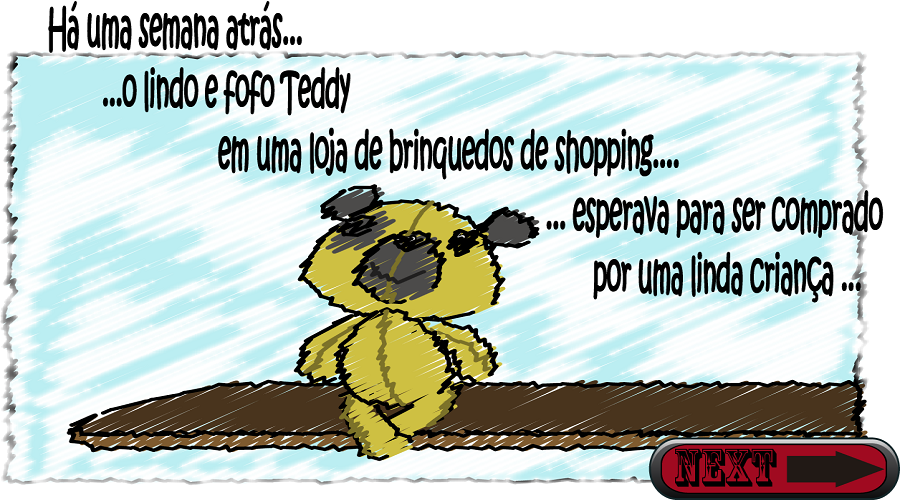 Há uma semana atrás...
...o lindo e fofo Teddy
em uma loja de brinquedos de shopping....
... esperava para ser comprado
por uma linda criança ...
NEXT